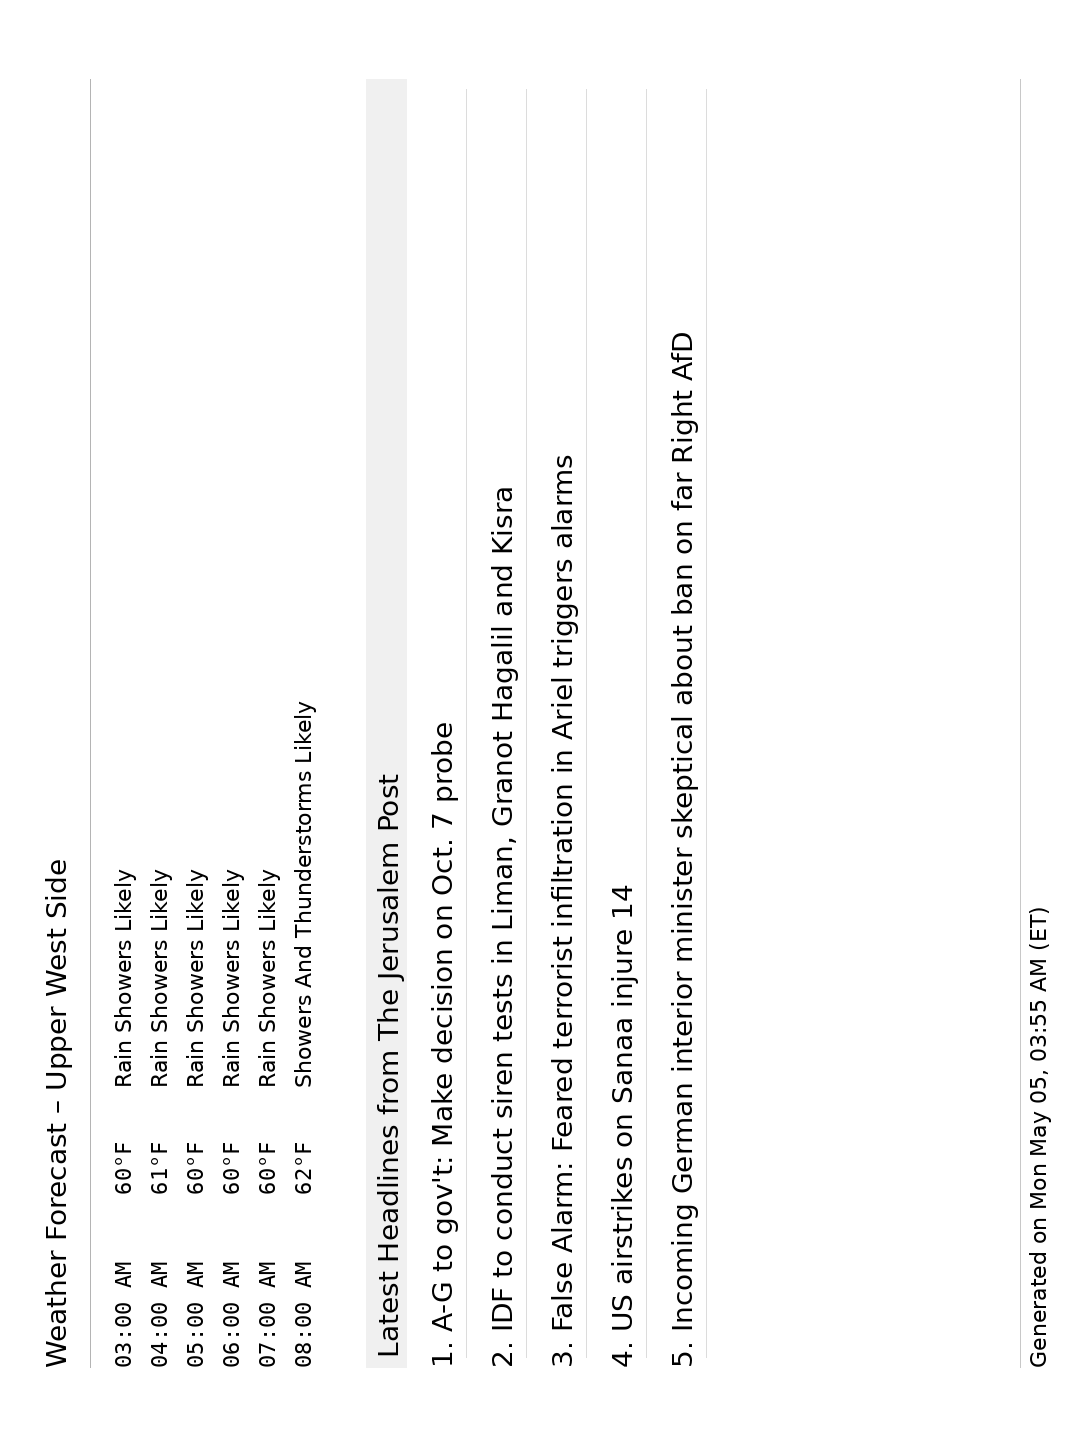 Weather Forecast – Upper West Side
03:00 AM 60°F Rain Showers Likely
04:00 AM 61°F Rain Showers Likely
05:00 AM 60°F Rain Showers Likely
06:00 AM 60°F Rain Showers Likely
07:00 AM 60°F Rain Showers Likely
08:00 AM 62°F Showers And Thunderstorms Likely
Latest Headlines from The Jerusalem Post
1. A-G to gov't: Make decision on Oct. 7 probe
2. IDF to conduct siren tests in Liman, Granot Hagalil and Kisra
3. False Alarm: Feared terrorist infiltration in Ariel triggers alarms
4. US airstrikes on Sanaa injure 14
5. Incoming German interior minister skeptical about ban on far Right AfD
Generated on Mon May 05, 03:55 AM (ET)